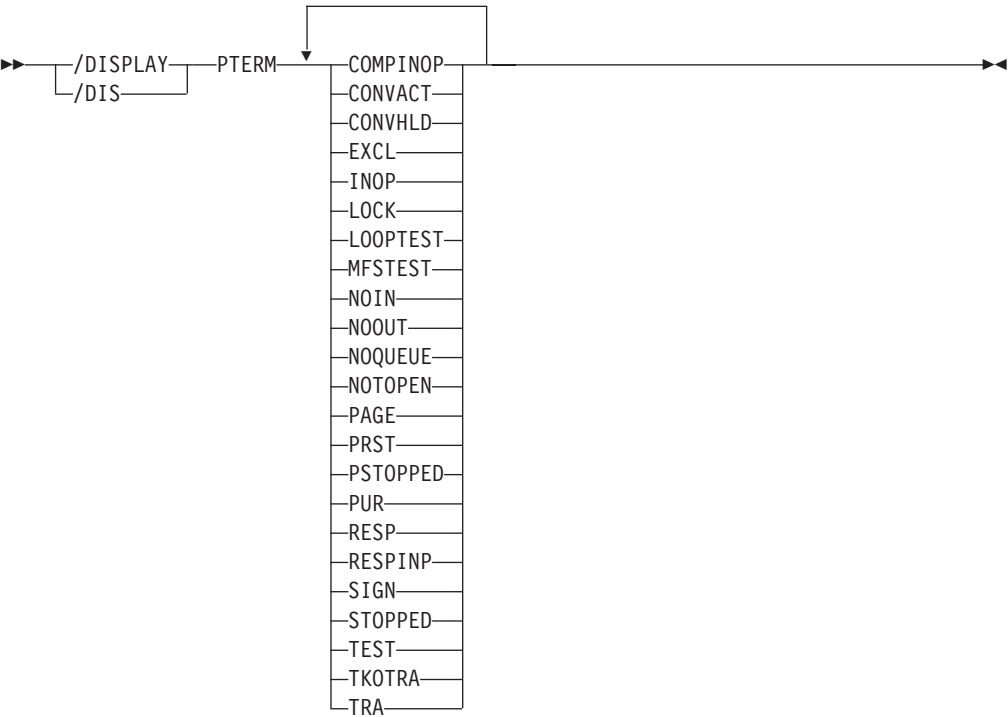 /DISPLAY PTERM COMPINOP
/DIS CONVACT
CONVHLD
EXCL
INOP
LOCK
LOOPTEST
MFSTEST
NOIN
NOOUT
NOQUEUE
NOTOPEN
PAGE
PRST
PSTOPPED
PUR
RESP
RESPINP
SIGN
STOPPED
TEST
TKOTRA
TRA